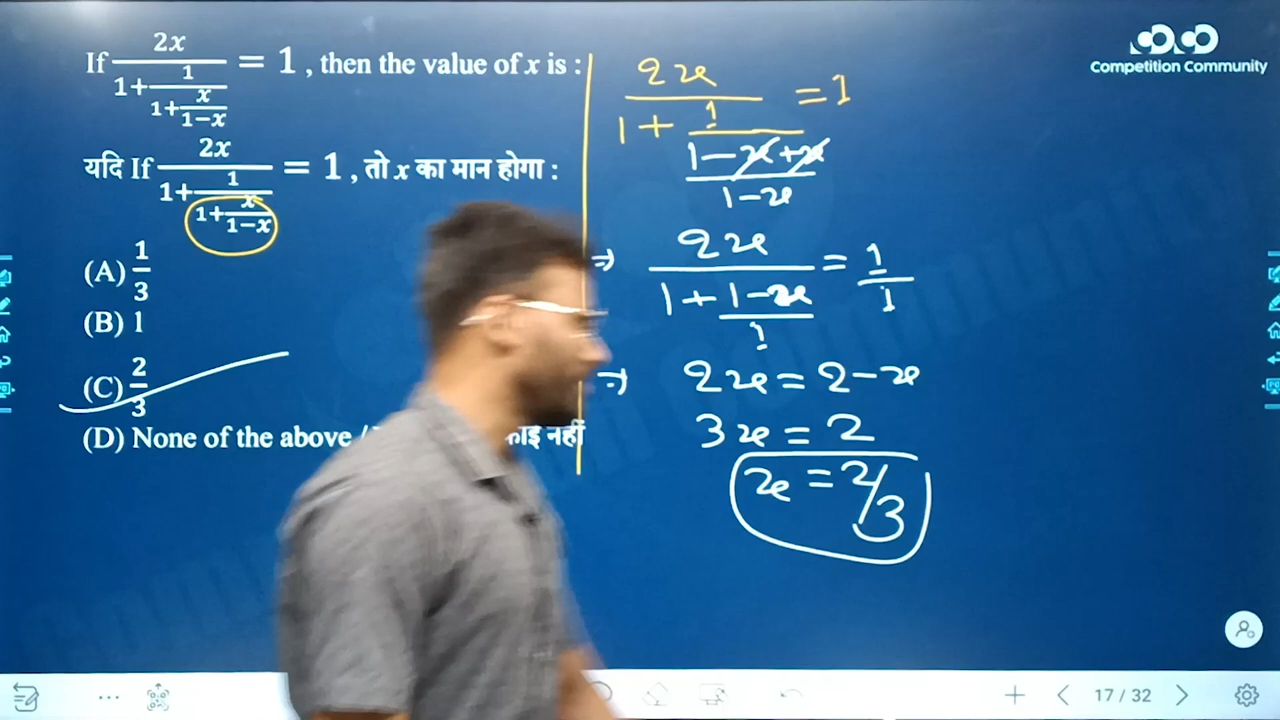 If 2x / (1 + 1 / (1 + x / (1-x))) = 1 , then the value of x is :
यदि If 2x / (1 + 1 / (1 + x / (1-x))) = 1 , तो x का मान होगा :
(A) 1/3
(B) 1
(C) 2/3
(D) None of the above / नहीं
2x / (1 + 1 / ((1-x+x) / (1-x))) = 1
⇒ 2x / (1 + (1-x) / 1) = 1/1
⇒ 2x = 2-x
3x = 2
x = 2/3
Competition Community
17 / 32